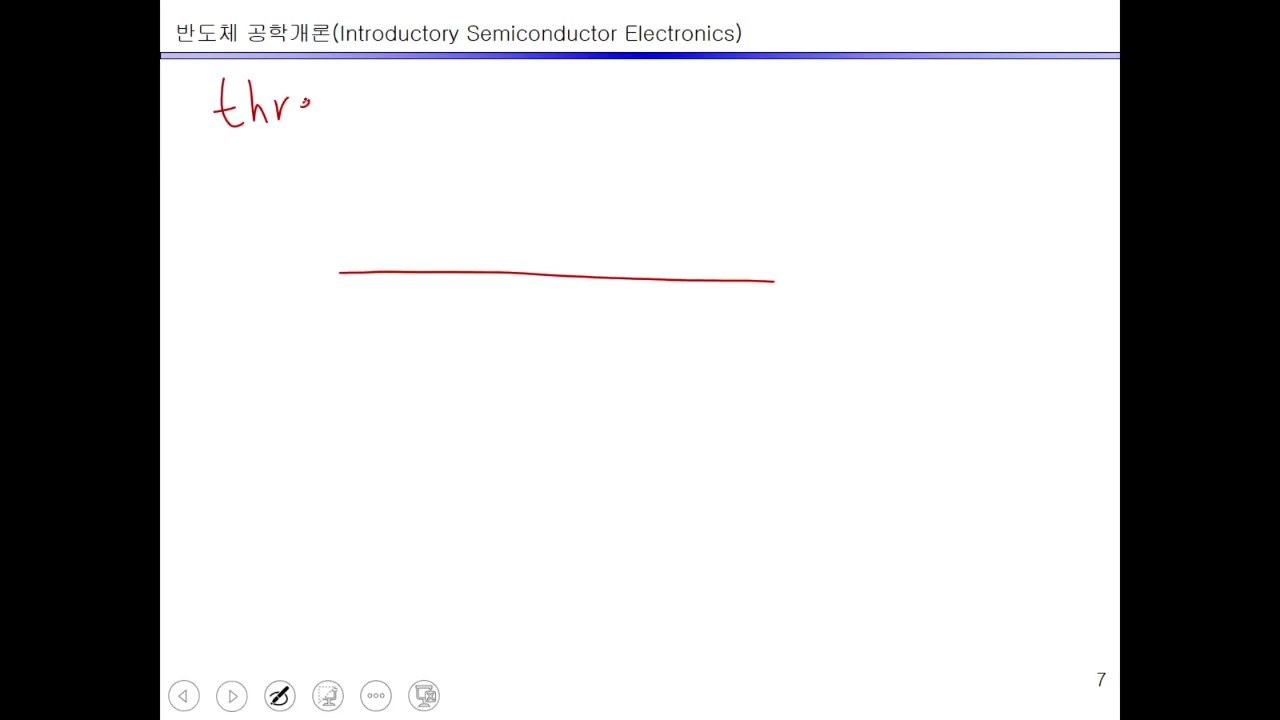 반도체 공학개론(Introductory Semiconductor Electronics)
thr
7